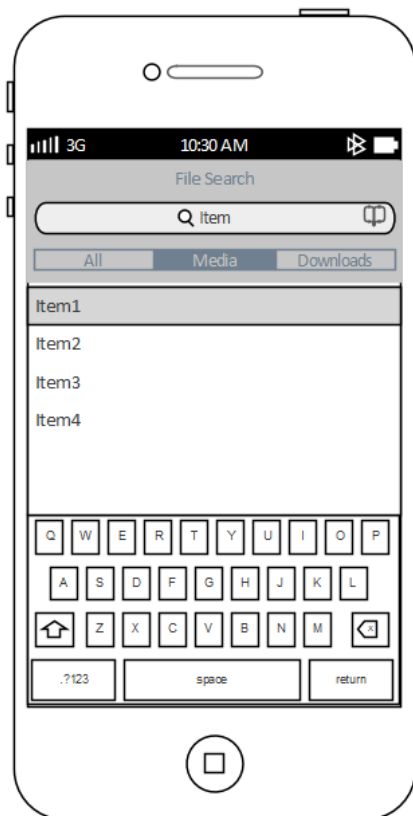 3G 10:30 AM
File Search
Item
All Media Downloads
Item1
Item2
Item3
Item4
Q W E R T Y U I O P
A S D F G H J K L
Z X C V B N M X
.?123 space return